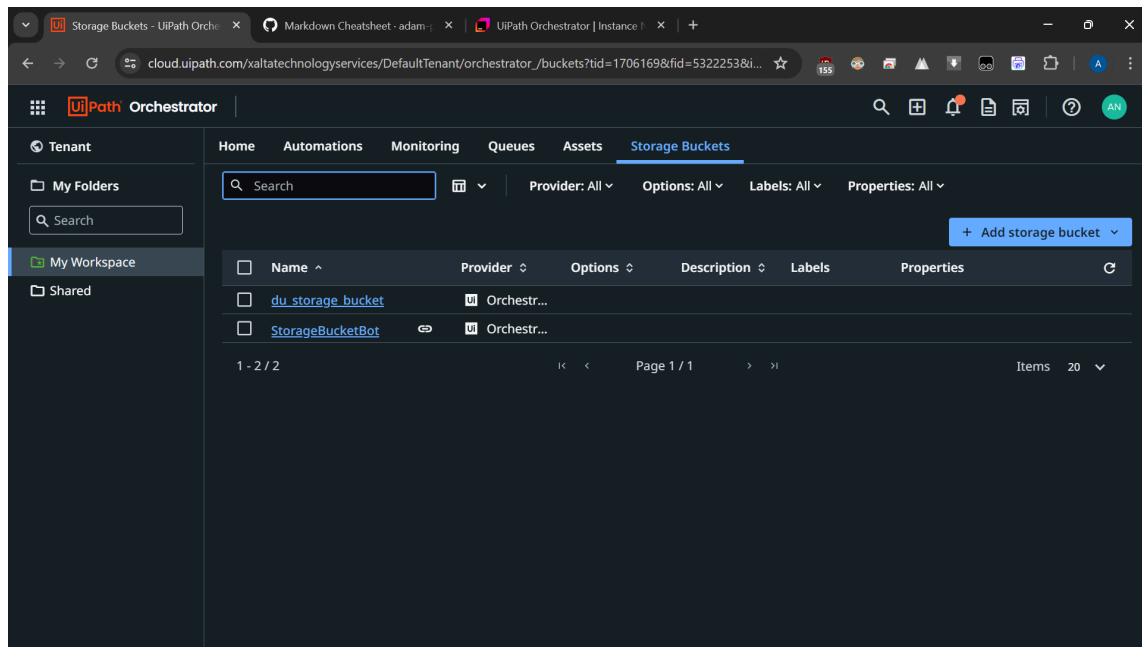 Storage Buckets - UiPath Orche
Markdown Cheatsheet · adam-p
UiPath Orchestrator | Instance N
cloud.uipath.com/xaltatechnologyservices/DefaultTenant/orchestrator_/buckets?tid=1706169&fid=5322253&i...
155
A
UiPath Orchestrator
AN
Tenant
Home Automations Monitoring Queues Assets Storage Buckets
My Folders
Search
Provider: All Options: All Labels: All Properties: All
Search
+ Add storage bucket
My Workspace
Name Provider Options Description Labels Properties
Shared
du_storage_bucket Ui Orchestr...
StorageBucketBot Ui Orchestr...
1 - 2 / 2 Page 1 / 1 Items 20